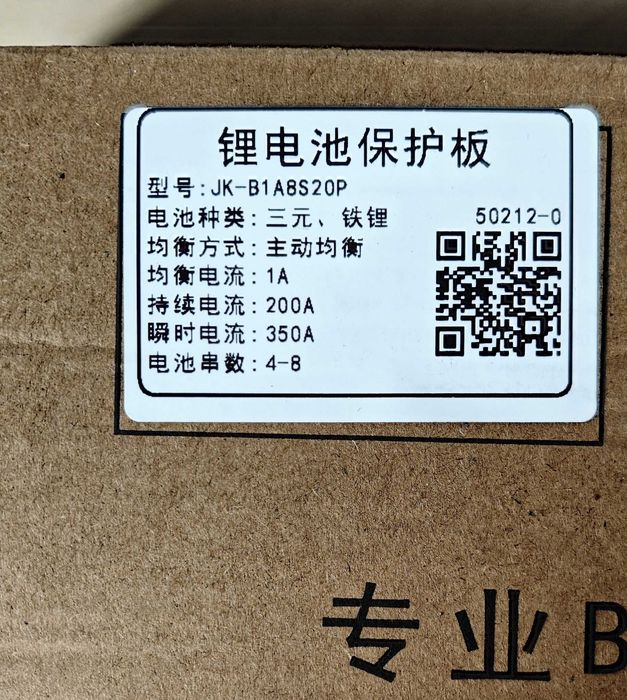 锂电池保护板
型号:JK-B1A8S20P
电池种类:三元、铁锂 50212-0
均衡方式:主动均衡
均衡电流:1A
持续电流:200A
瞬时电流:350A
电池串数:4-8
专业B